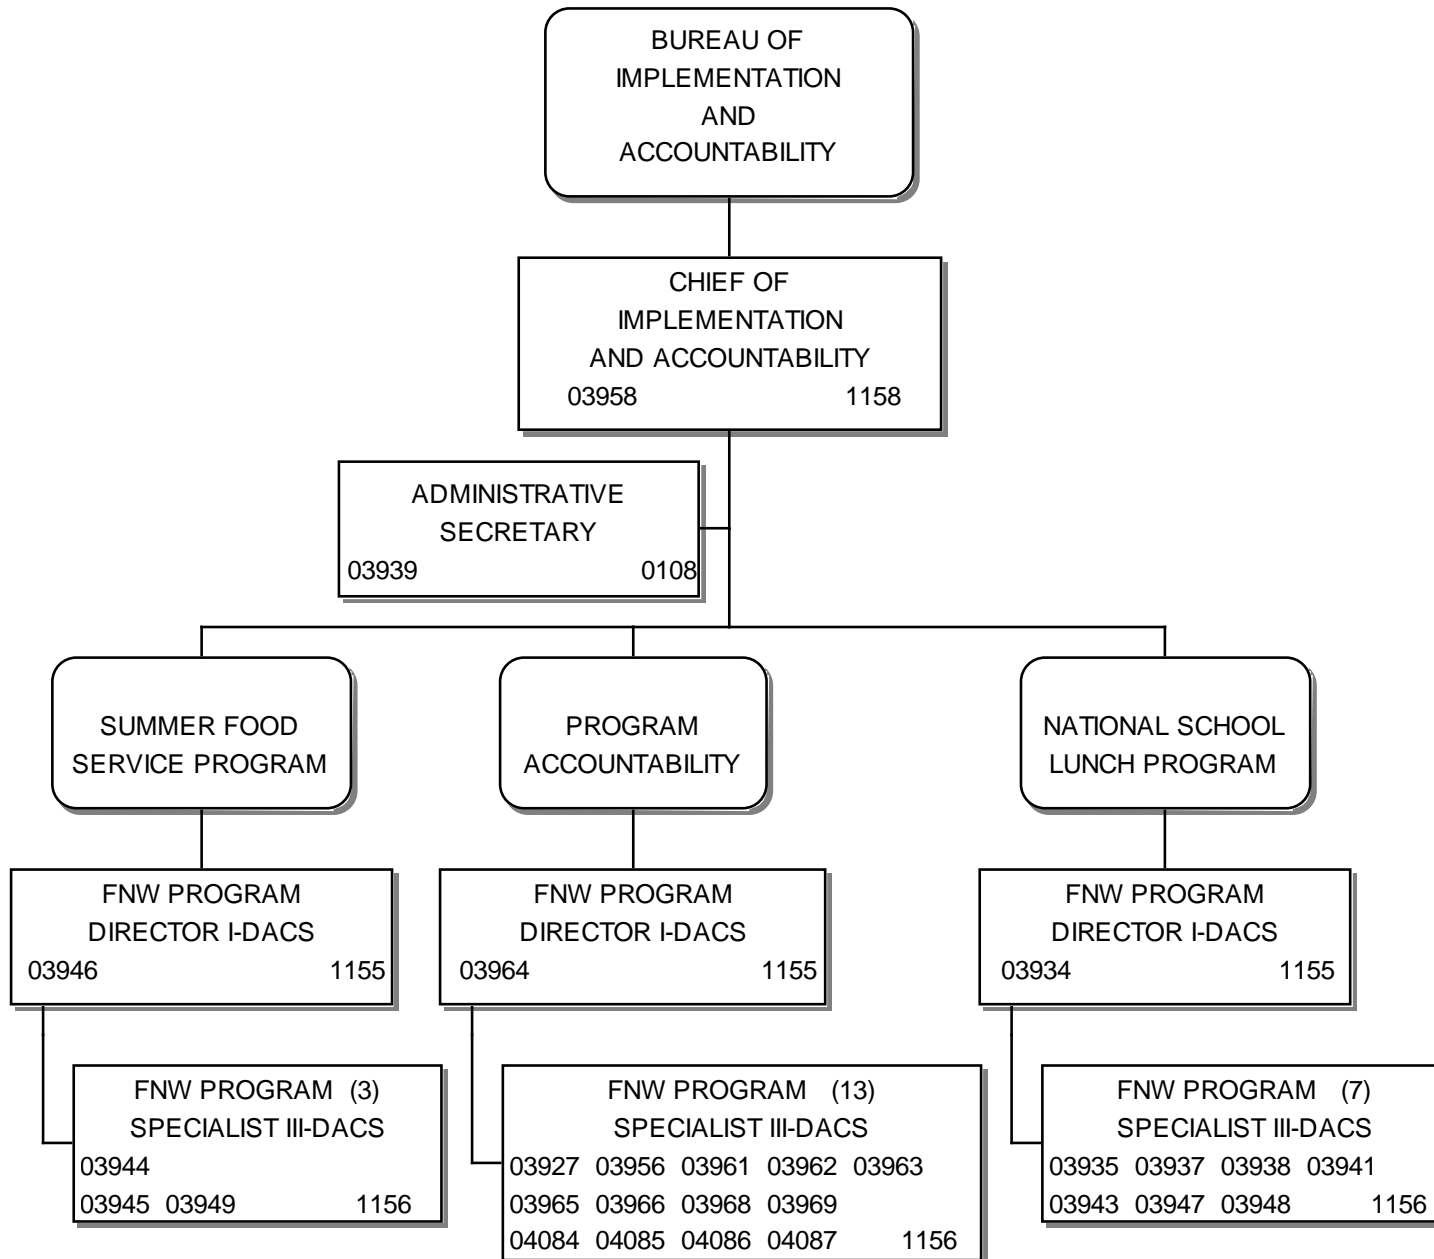 BUREAU OF
IMPLEMENTATION
AND
ACCOUNTABILITY
CHIEF OF
IMPLEMENTATION
AND ACCOUNTABILITY
03958 1158
ADMINISTRATIVE
SECRETARY
03939 0108
SUMMER FOOD
SERVICE PROGRAM
PROGRAM
ACCOUNTABILITY
NATIONAL SCHOOL
LUNCH PROGRAM
FNW PROGRAM
DIRECTOR I-DACS
03946 1155
FNW PROGRAM
DIRECTOR I-DACS
03964 1155
FNW PROGRAM
DIRECTOR I-DACS
03934 1155
FNW PROGRAM (3)
SPECIALIST III-DACS
03944
03945 03949 1156
FNW PROGRAM (13)
SPECIALIST III-DACS
03927 03956 03961 03962 03963
03965 03966 03968 03969
04084 04085 04086 04087 1156
FNW PROGRAM (7)
SPECIALIST III-DACS
03935 03937 03938 03941
03943 03947 03948 1156